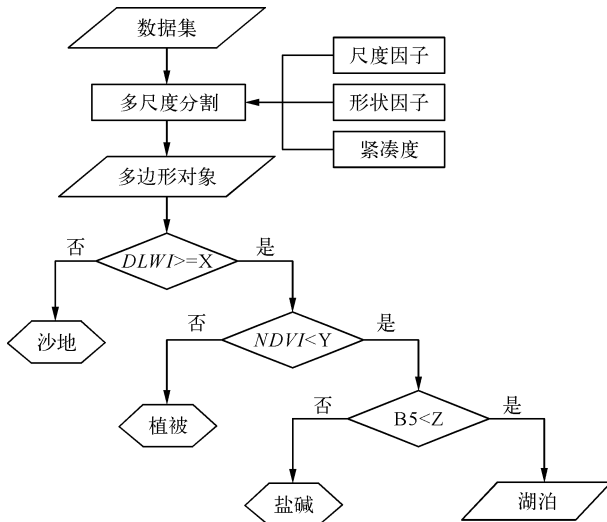 数据集
尺度因子
多尺度分割
形状因子
紧凑度
多边形对象
否
DLWI>=X
是
沙地
否
NDVI<Y
是
植被
否
B5<Z
是
盐碱
湖泊